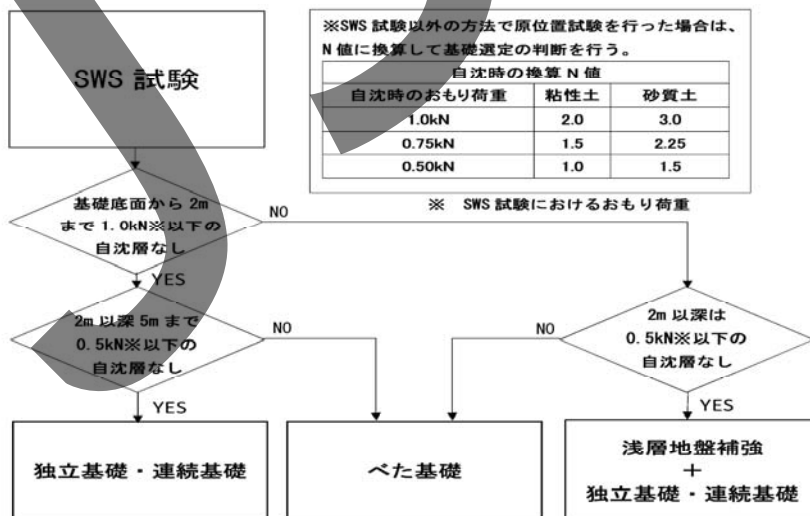 ※SWS 試験以外の方法で原位置試験を行った場合は、
N 値に換算して基礎選定の判断を行う。
自沈時の換算 N 値
自沈時のおもり荷重 粘性土 砂質土
1.0kN 2.0 3.0
0.75kN 1.5 2.25
0.50kN 1.0 1.5
※ SWS 試験におけるおもり荷重
SWS 試験
基礎底面から 2m
まで 1.0kN※以下の
自沈層なし
NO
YES
2m 以深 5m まで
0.5kN※以下の
自沈層なし
NO
YES
2m 以深は
0.5kN※以下の
自沈層なし
NO
YES
独立基礎・連続基礎
べた基礎
浅層地盤補強
+
独立基礎・連続基礎